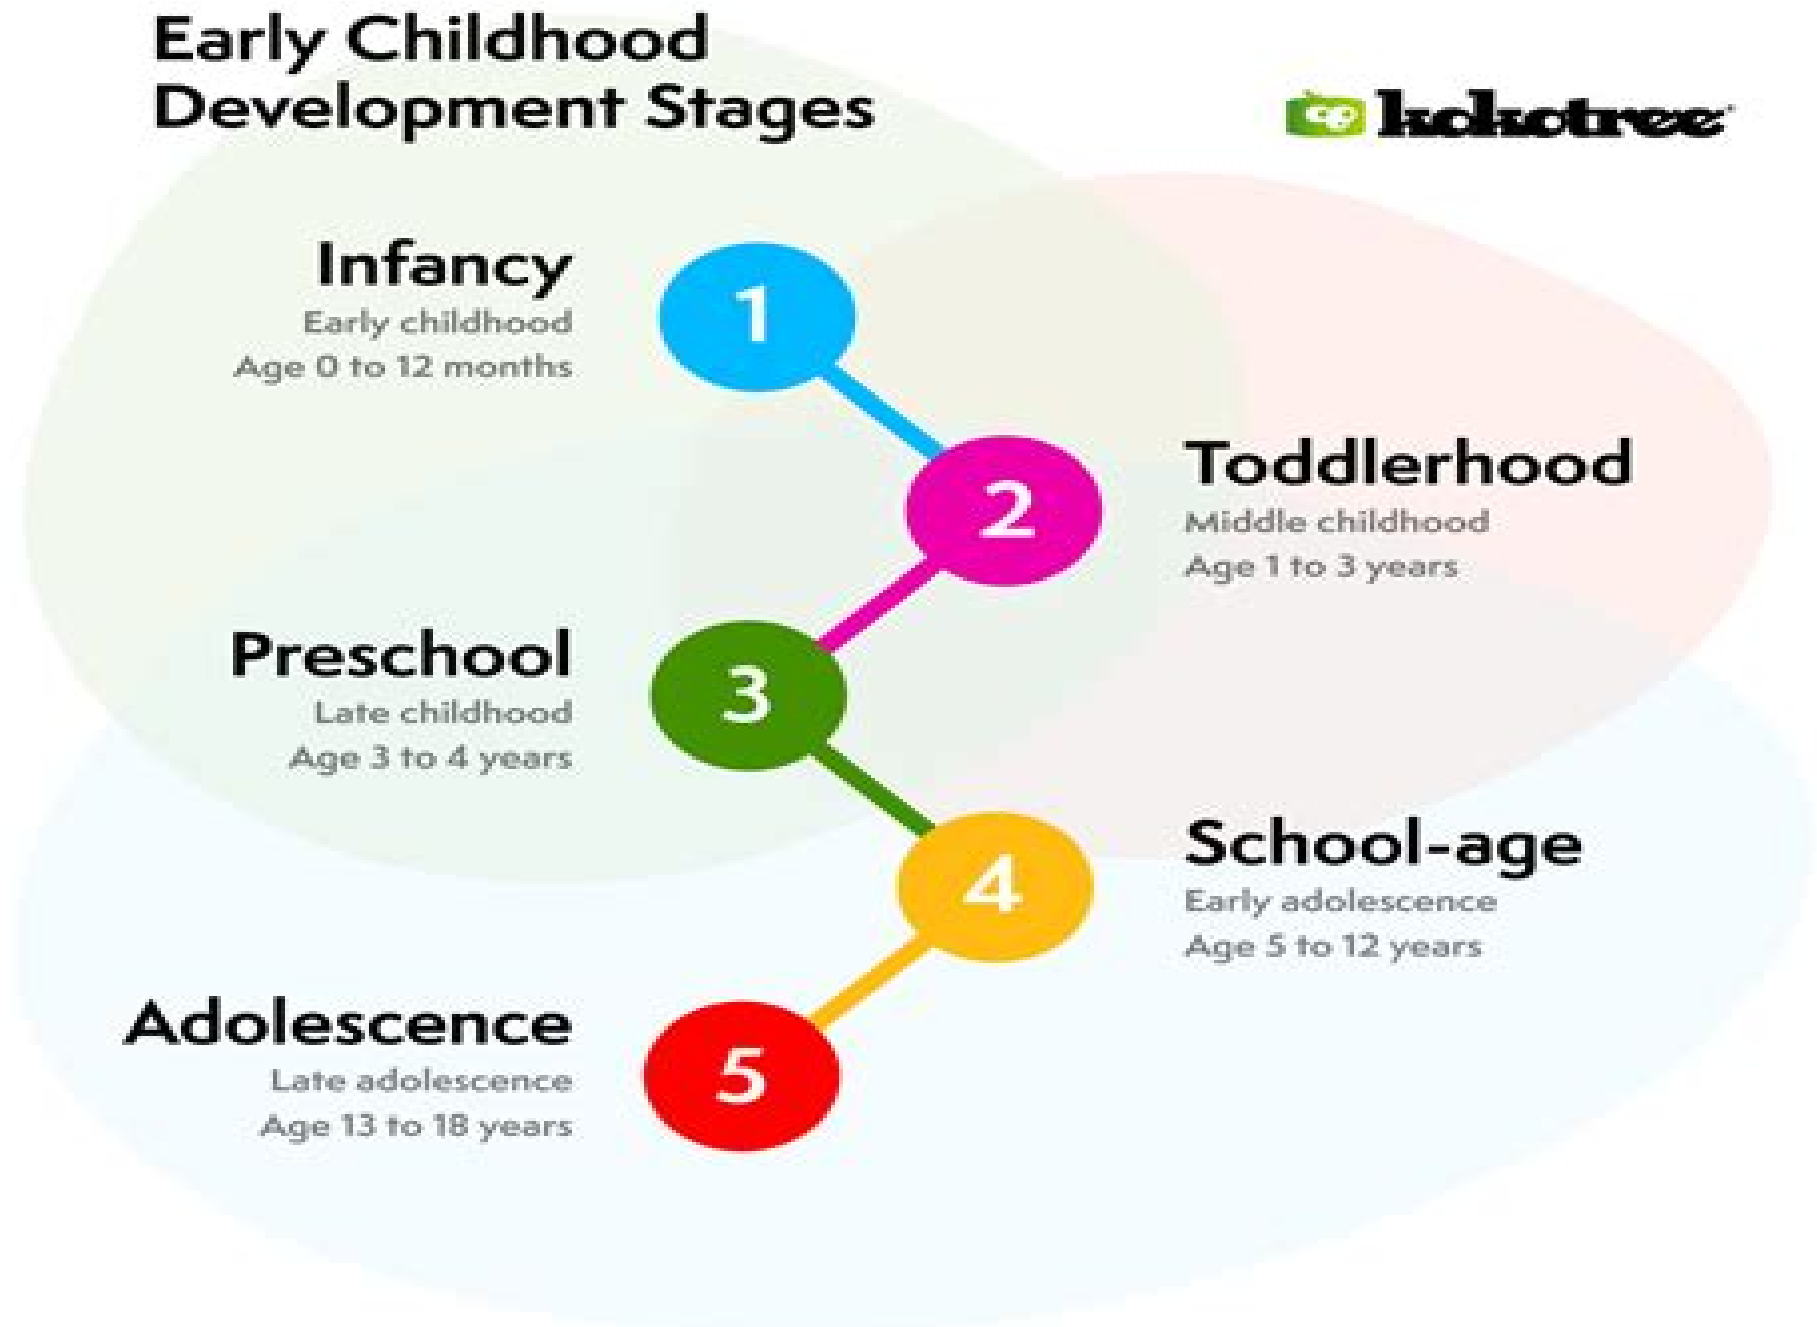 Early Childhood
Development Stages
kokotree
Infancy
Early childhood
Age 0 to 12 months
1
2
Toddlerhood
Middle childhood
Age 1 to 3 years
Preschool
Late childhood
Age 3 to 4 years
3
4
School-age
Early adolescence
Age 5 to 12 years
Adolescence
Late adolescence
Age 13 to 18 years
5